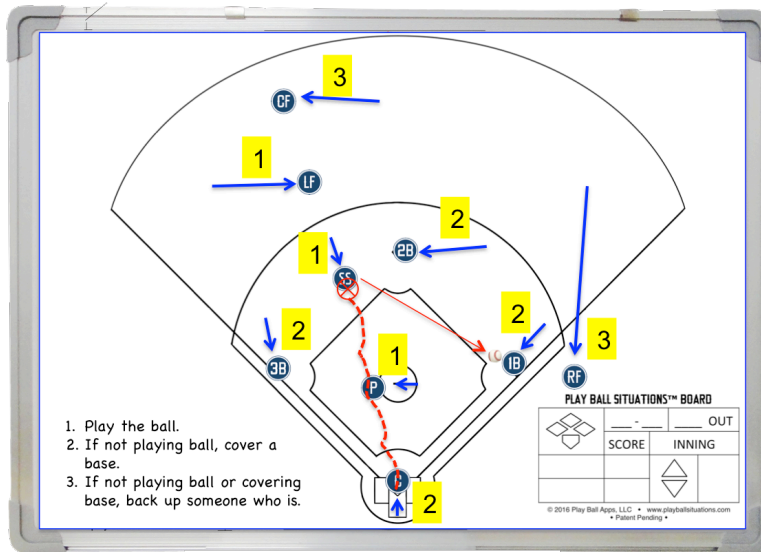 3
CF
1
LF
2
2B
1
SS
2
3B
2
1B
3
RF
1
P
2
PLAY BALL SITUATIONS™ BOARD
___ - ___ ____ OUT
SCORE INNING
© 2016 Play Ball Apps, LLC • www.playballsituations.com
• Patent Pending •
1. Play the ball.
2. If not playing ball, cover a
base.
3. If not playing ball or covering
base, back up someone who is.